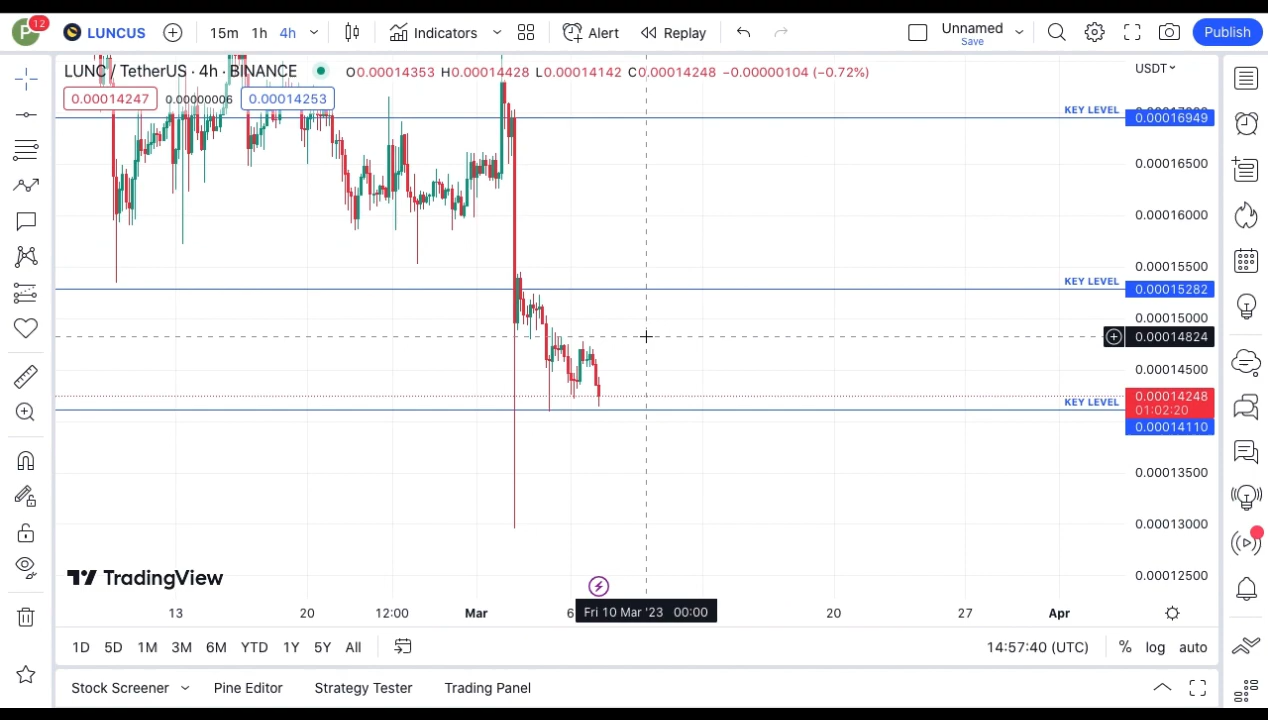 P 12 LUNCUS 15m 1h 4h Indicators Alert Replay Unnamed Publish
Save
LUNC / TetherUS · 4h · BINANCE O0.00014353 H0.00014428 L0.00014142 C0.00014248 −0.00000104 (−0.72%) USDT
0.00014247 0.00000006 0.00014253
KEY LEVEL 0.00016949
0.00016500
0.00016000
0.00015500
KEY LEVEL 0.00015282
0.00015000
0.00014824
0.00014500
0.00014248
KEY LEVEL 01:02:20
0.00014110
0.00013500
0.00013000
0.00012500
TradingView
13 20 12:00 Mar 6 Fri 10 Mar '23 00:00 20 27 Apr
1D 5D 1M 3M 6M YTD 1Y 5Y All 14:57:40 (UTC) % log auto
Stock Screener Pine Editor Strategy Tester Trading Panel